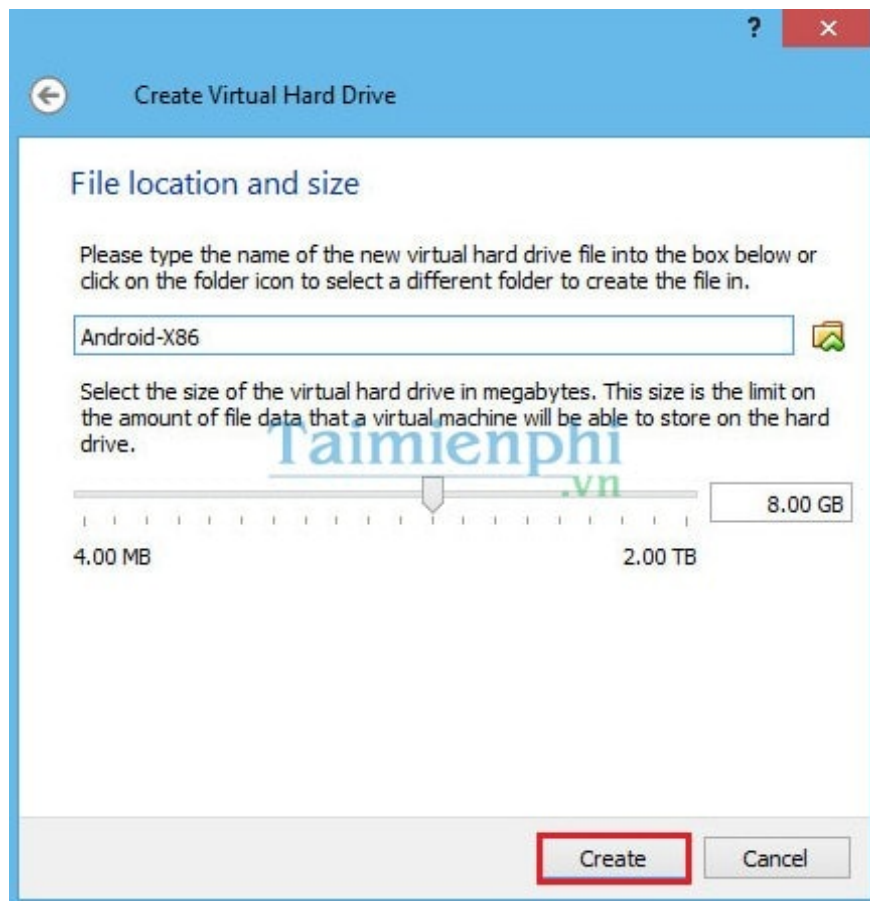 ?
Create Virtual Hard Drive
File location and size
Please type the name of the new virtual hard drive file into the box below or
click on the folder icon to select a different folder to create the file in.
Android-X86
Select the size of the virtual hard drive in megabytes. This size is the limit on
the amount of file data that a virtual machine will be able to store on the hard
drive.
Taimienphi
.vn
8.00 GB
4.00 MB 2.00 TB
Create Cancel